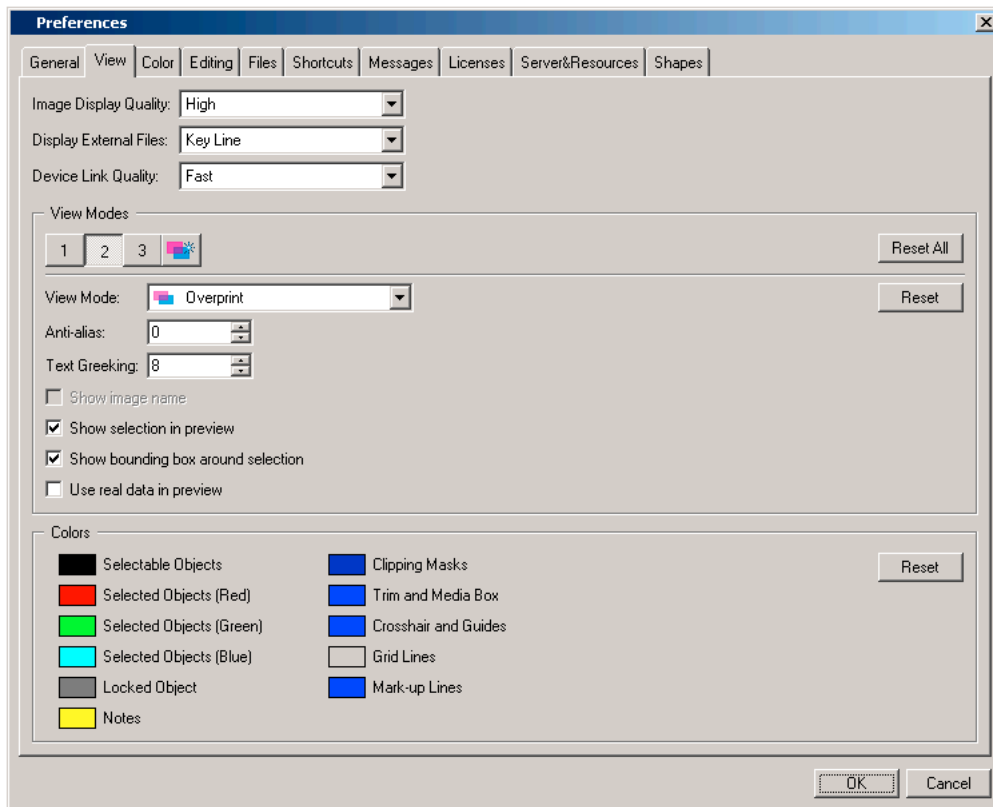 Preferences
General View Color Editing Files Shortcuts Messages Licenses Server&Resources Shapes
Image Display Quality: High
Display External Files: Key Line
Device Link Quality: Fast
View Modes
1 2 3 Reset All
View Mode: Overprint Reset
Anti-alias: 0
Text Greeking: 8
Show image name
Show selection in preview
Show bounding box around selection
Use real data in preview
Colors
Selectable Objects Clipping Masks Reset
Selected Objects (Red) Trim and Media Box
Selected Objects (Green) Crosshair and Guides
Selected Objects (Blue) Grid Lines
Locked Object Mark-up Lines
Notes
OK Cancel